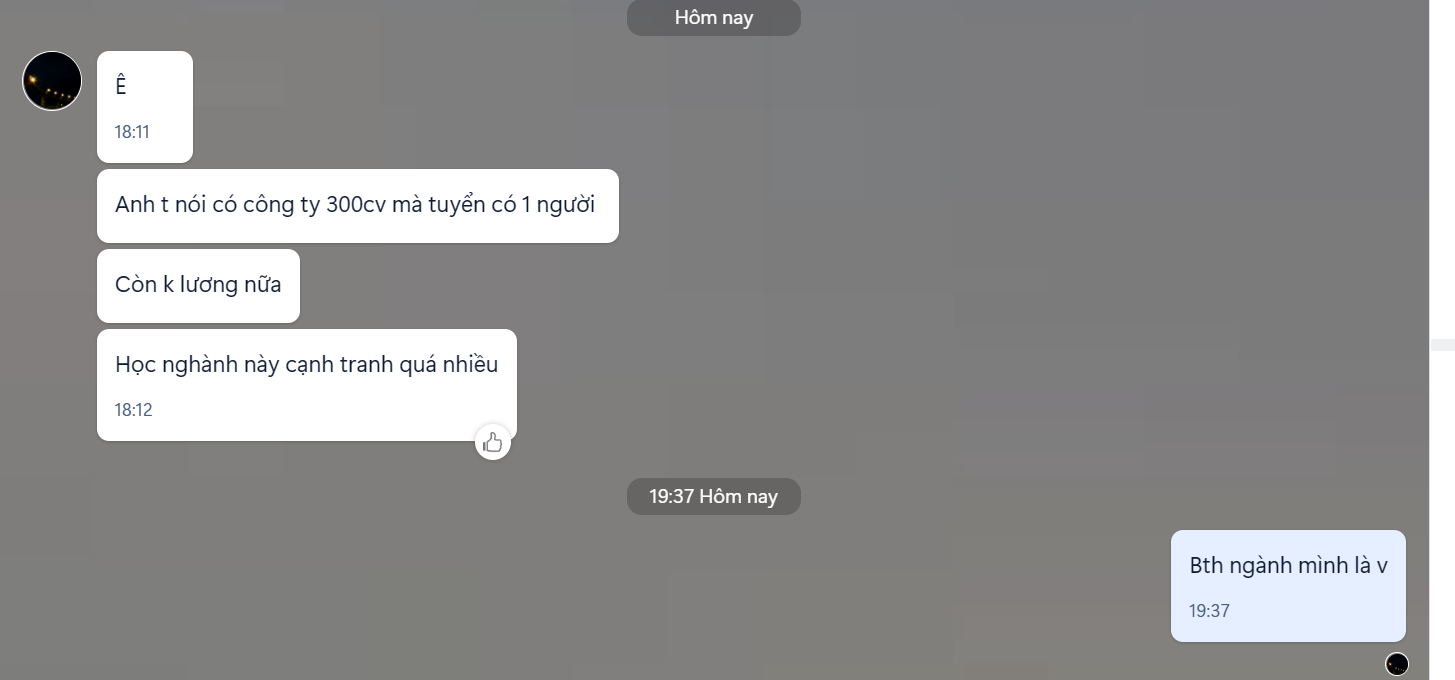 Hôm nay
Ê
18:11
Anh t nói có công ty 300cv mà tuyển có 1 người
Còn k lương nữa
Học nghành này cạnh tranh quá nhiều
18:12
19:37 Hôm nay
Bth ngành mình là v
19:37